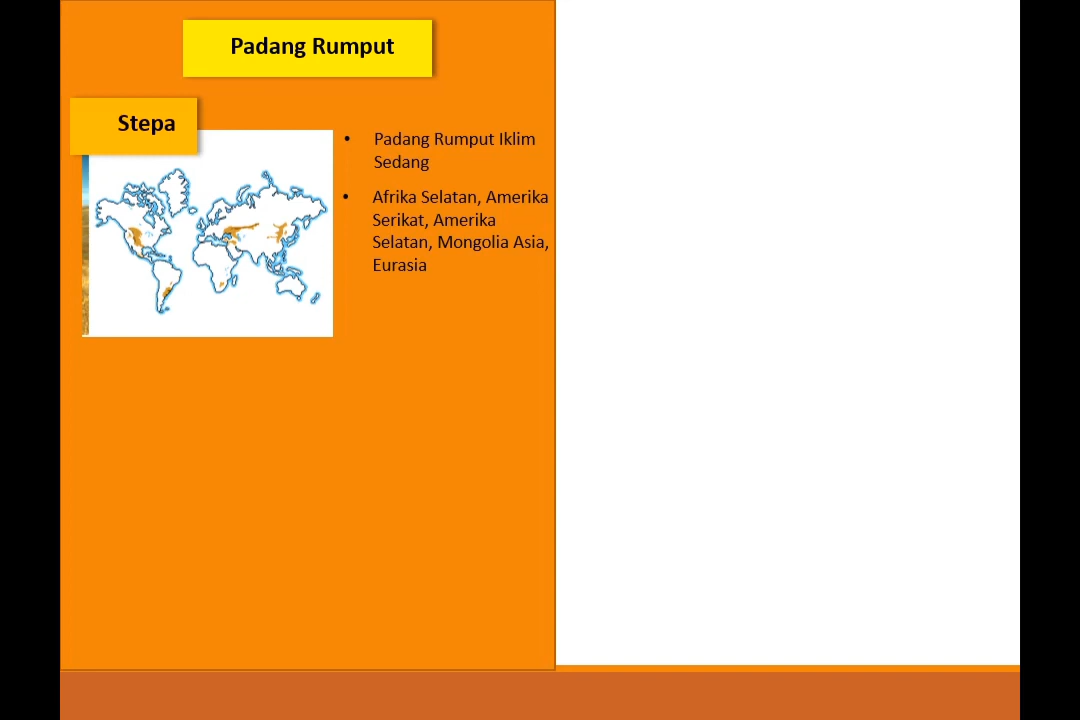 Padang Rumput
Stepa
• Padang Rumput Iklim
Sedang
• Afrika Selatan, Amerika
Serikat, Amerika
Selatan, Mongolia Asia,
Eurasia